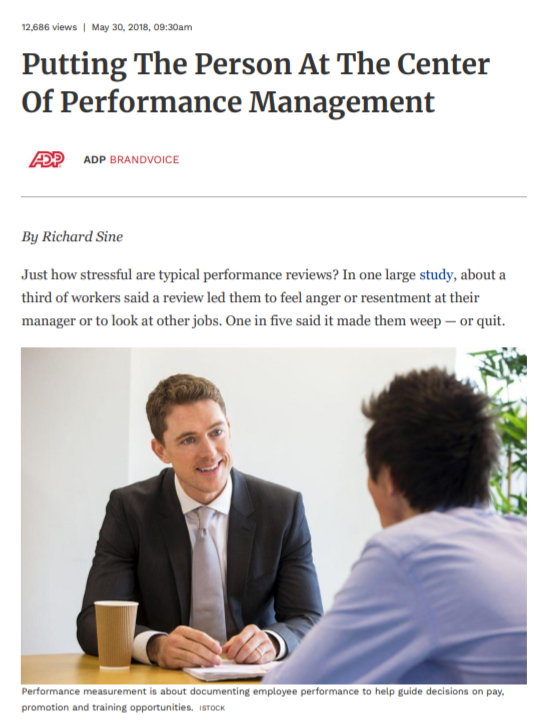 12,686 views | May 30, 2018, 09:30am
Putting The Person At The Center
Of Performance Management
ADP
ADP BRANDVOICE
By Richard Sine
Just how stressful are typical performance reviews? In one large study, about a
third of workers said a review led them to feel anger or resentment at their
manager or to look at other jobs. One in five said it made them weep — or quit.
Performance measurement is about documenting employee performance to help guide decisions on pay,
promotion and training opportunities. ISTOCK